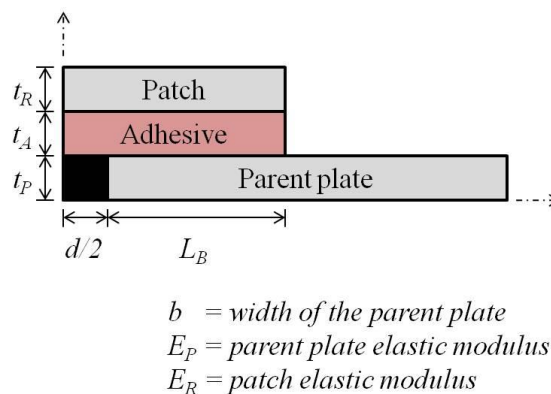 t_R
Patch
t_A
Adhesive
t_P
Parent plate
d/2
L_B
b = width of the parent plate
E_P = parent plate elastic modulus
E_R = patch elastic modulus